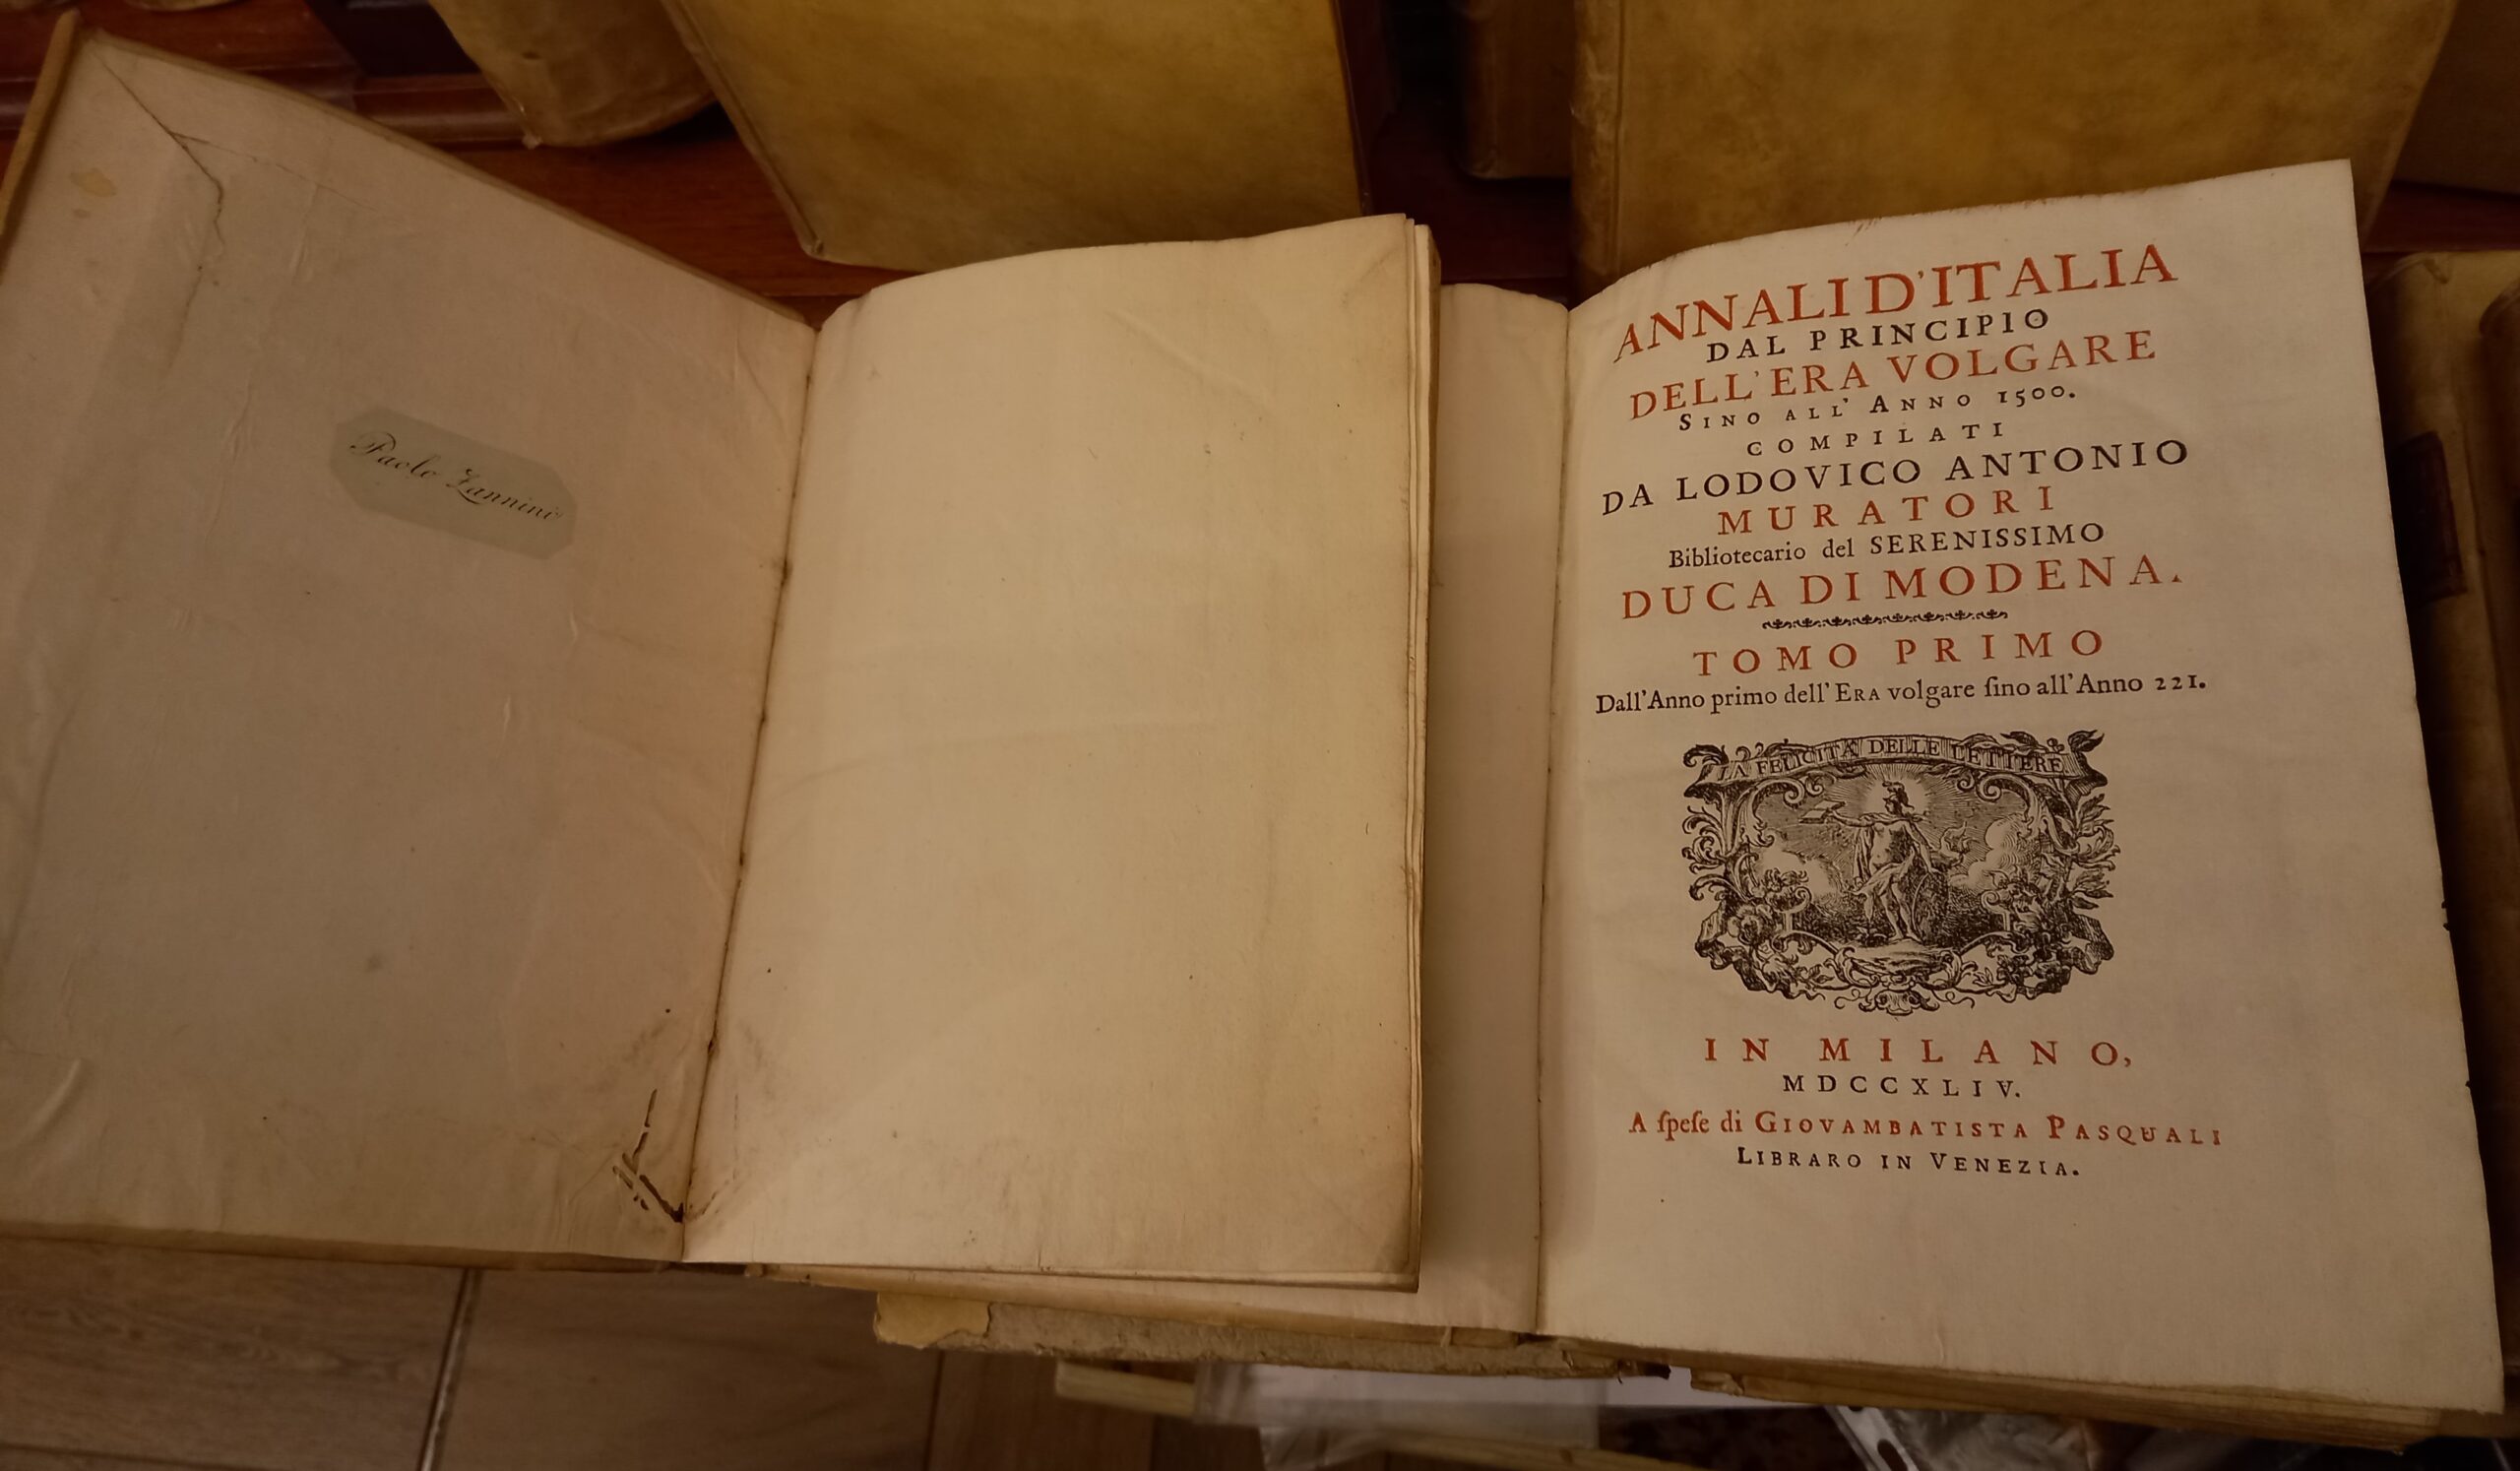 Paolo Zannini
ANNALI D'ITALIA
DAL PRINCIPIO
DELL'ERA VOLGARE
SINO ALL' ANNO 1500.
COMPILATI
DA LODOVICO ANTONIO
MURATORI
Bibliotecario del SERENISSIMO
DUCA DI MODENA.
TOMO PRIMO
Dall'Anno primo dell'ERA volgare ſino all'Anno 221.
LA FELICITÀ DELLE LETTERE
IN MILANO,
MDCCXLIV.
A ſpeſe di GIOVAMBATISTA PASQUALI
LIBRARO IN VENEZIA.